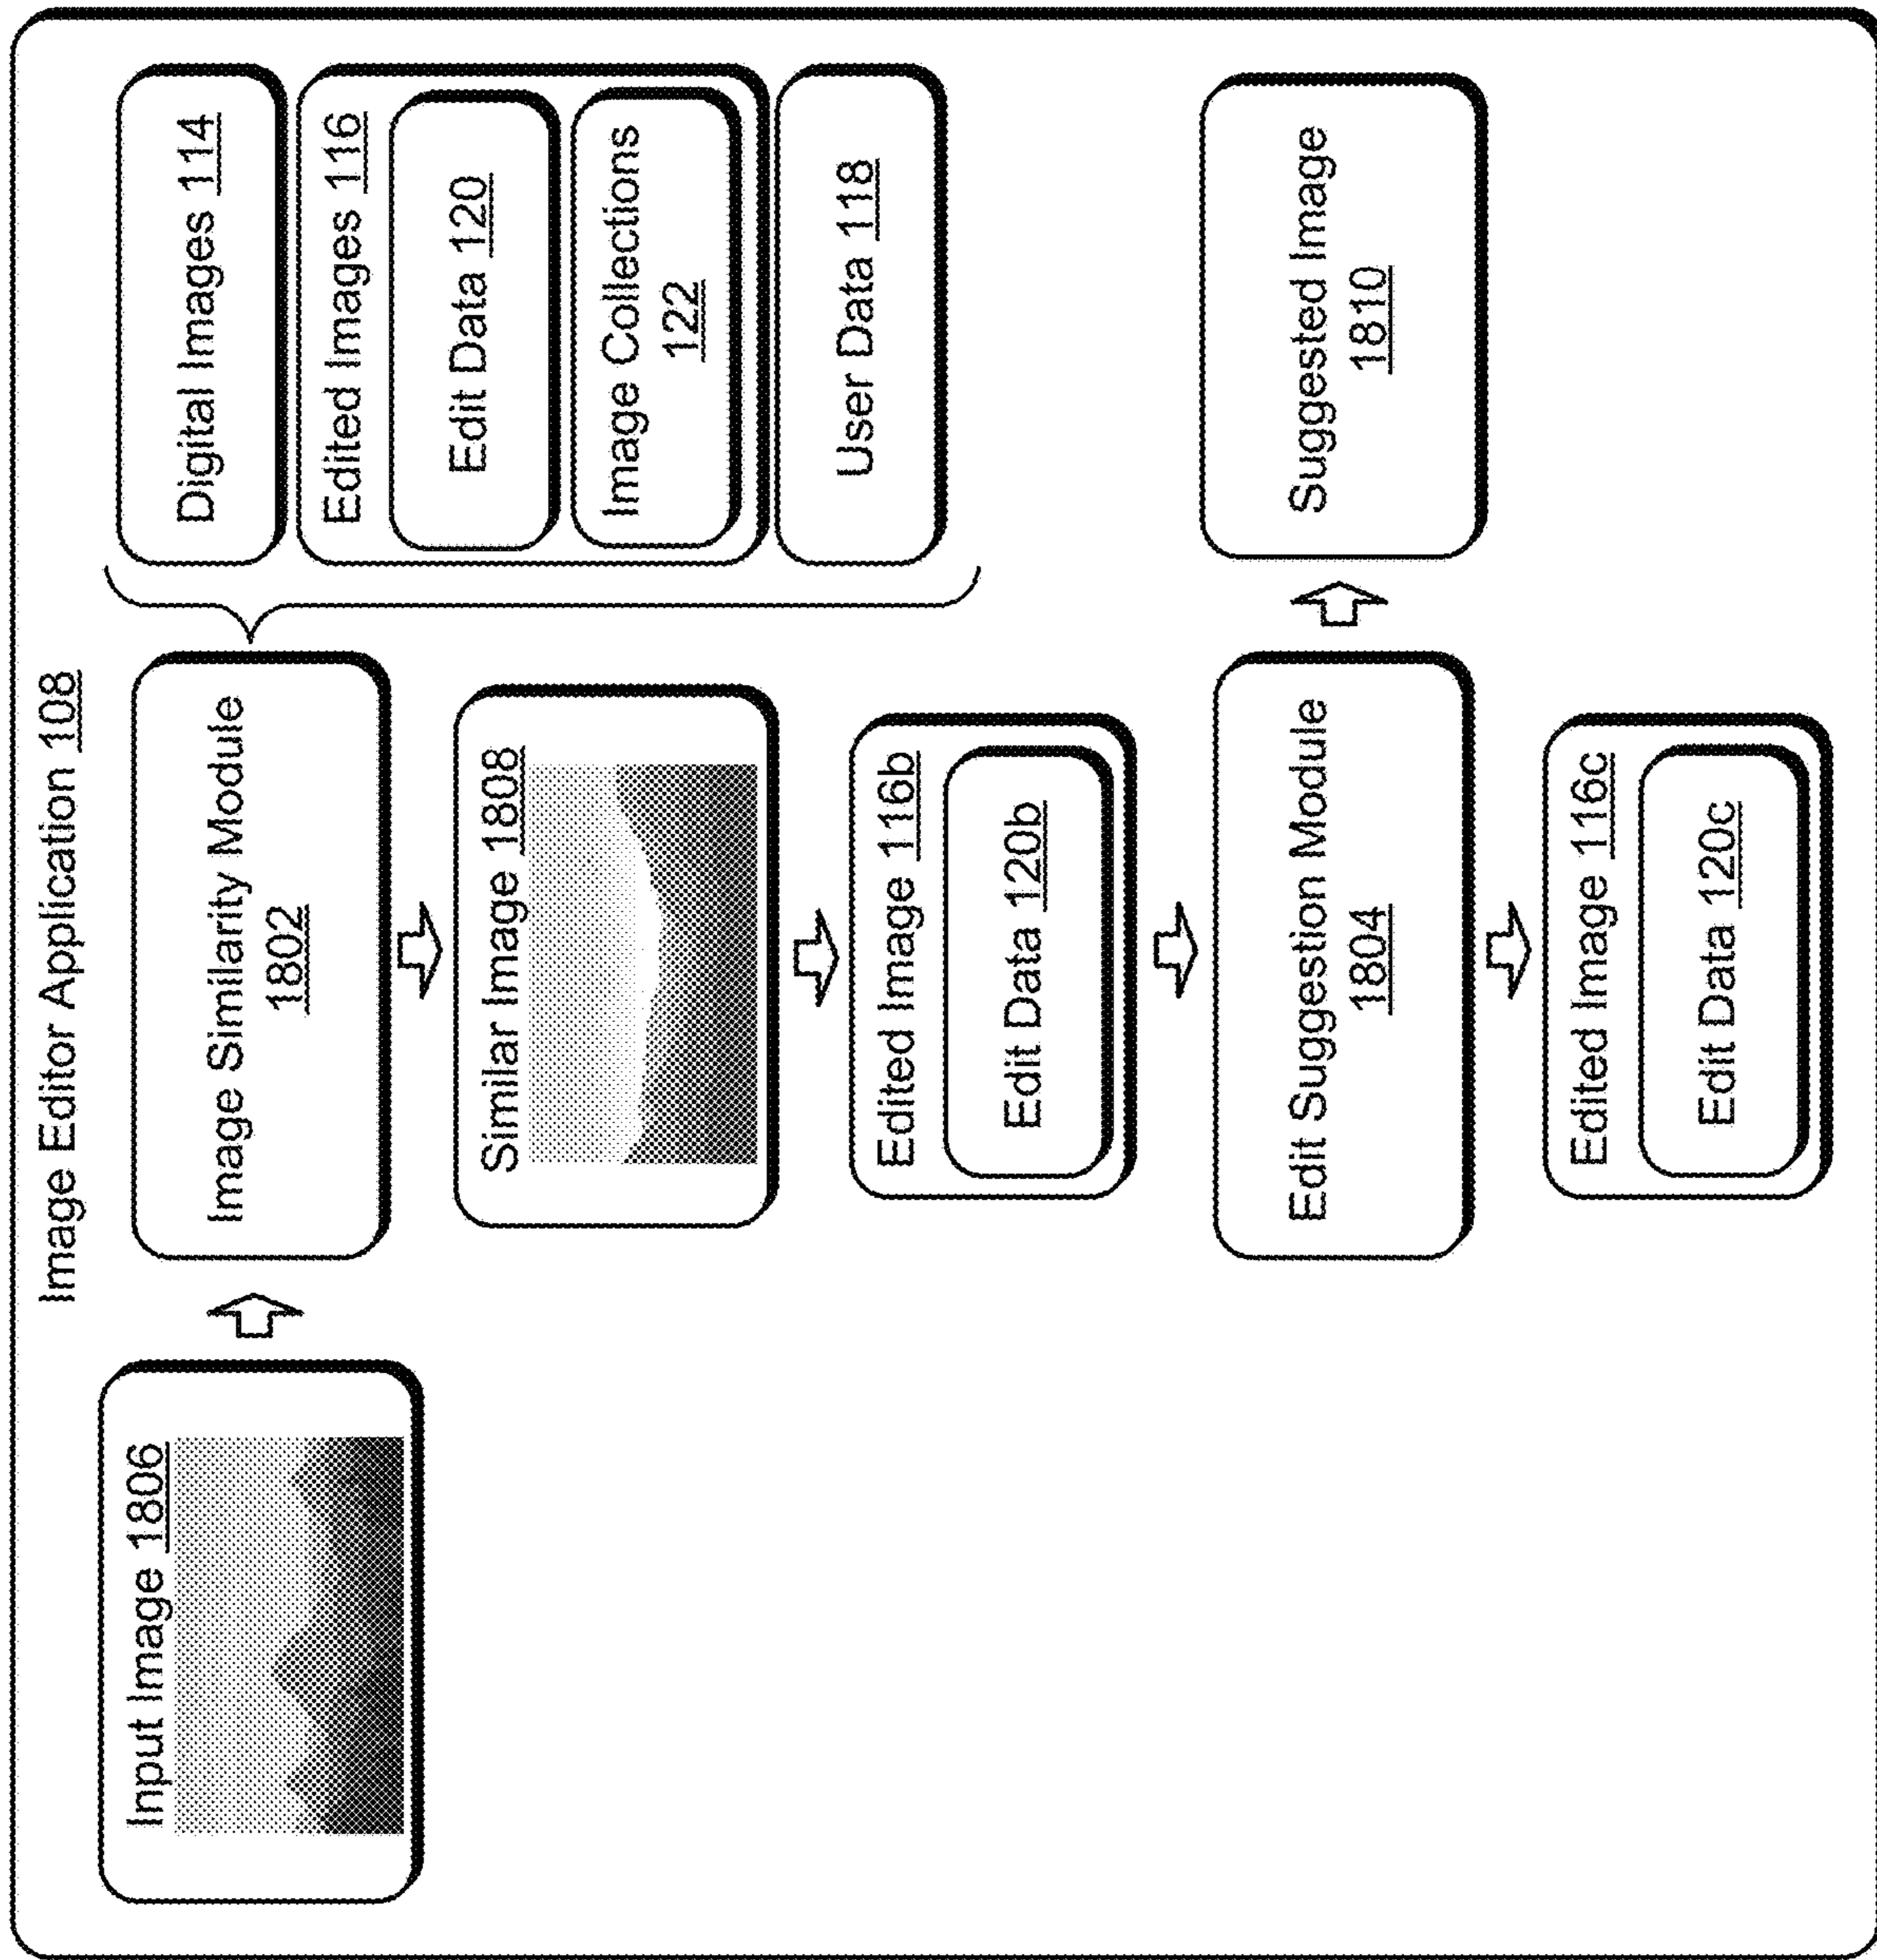 Image Editor Application 108
Input Image 1806
Image Similarity Module
1802
Digital Images 114
Edited Images 116
Edit Data 120
Image Collections
122
User Data 118
Similar Image 1808
Edited Image 116b
Edit Data 120b
Edit Suggestion Module
1804
Suggested Image
1810
Edited Image 116c
Edit Data 120c